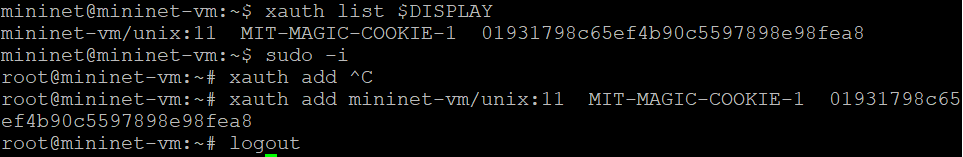 mininet@mininet-vm:~$ xauth list $DISPLAY
mininet-vm/unix:11  MIT-MAGIC-COOKIE-1  01931798c65ef4b90c5597898e98fea8
mininet@mininet-vm:~$ sudo -i
root@mininet-vm:~# xauth add ^C
root@mininet-vm:~# xauth add mininet-vm/unix:11  MIT-MAGIC-COOKIE-1  01931798c65
ef4b90c5597898e98fea8
root@mininet-vm:~# logout